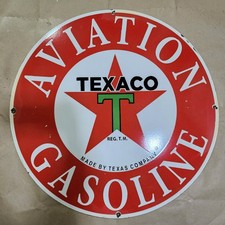 AVIATION
TEXACO
T
REG. T.M.
MADE BY TEXAS COMPANY
GASOLINE